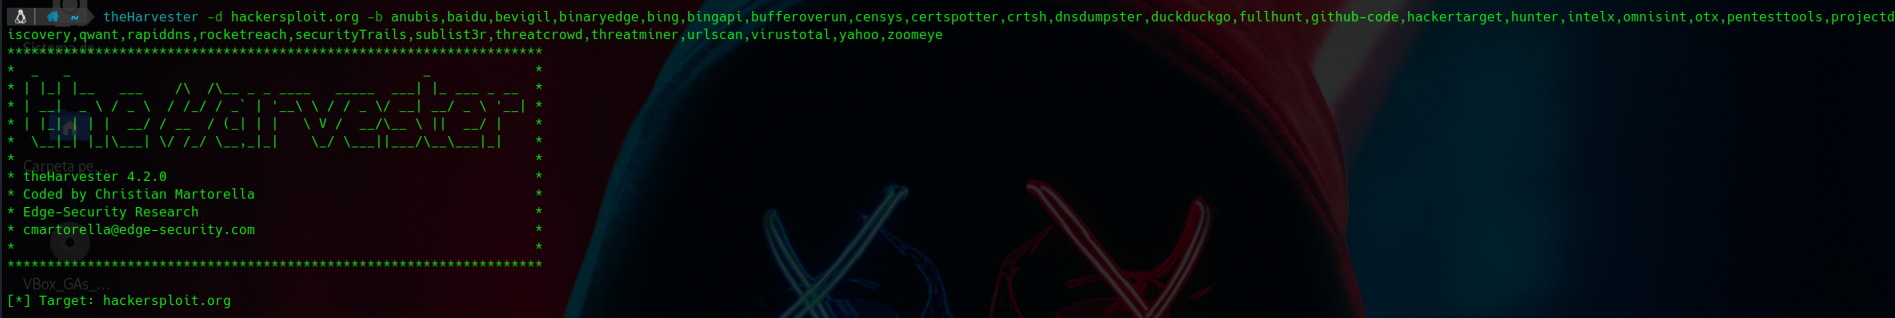 ~ theHarvester -d hackersploit.org -b anubis,baidu,bevigil,binaryedge,bing,bingapi,bufferoverun,censys,certspotter,crtsh,dnsdumpster,duckduckgo,fullhunt,github-code,hackertarget,hunter,intelx,omnisint,otx,pentesttools,projectd
iscovery,qwant,rapiddns,rocketreach,securityTrails,sublist3r,threatcrowd,threatminer,urlscan,virustotal,yahoo,zoomeye
*******************************************************************
*  _   _                                            _             *
* | |_| |__   ___    /\  /\__ _ _ ____   _____  ___| |_ ___ _ __  *
* | __|  _ \ / _ \  / /_/ / _` | '__\ \ / / _ \/ __| __/ _ \ '__| *
* | |_| | | |  __/ / __  / (_| | |   \ V /  __/\__ \ ||  __/ |    *
*  \__|_| |_|\___| \/ /_/ \__,_|_|    \_/ \___||___/\__\___|_|    *
*                                                                 *
* theHarvester 4.2.0                                              *
* Coded by Christian Martorella                                   *
* Edge-Security Research                                          *
* cmartorella@edge-security.com                                   *
*                                                                 *
*******************************************************************
Carpeta pe...
VBox_GAs_...
[*] Target: hackersploit.org